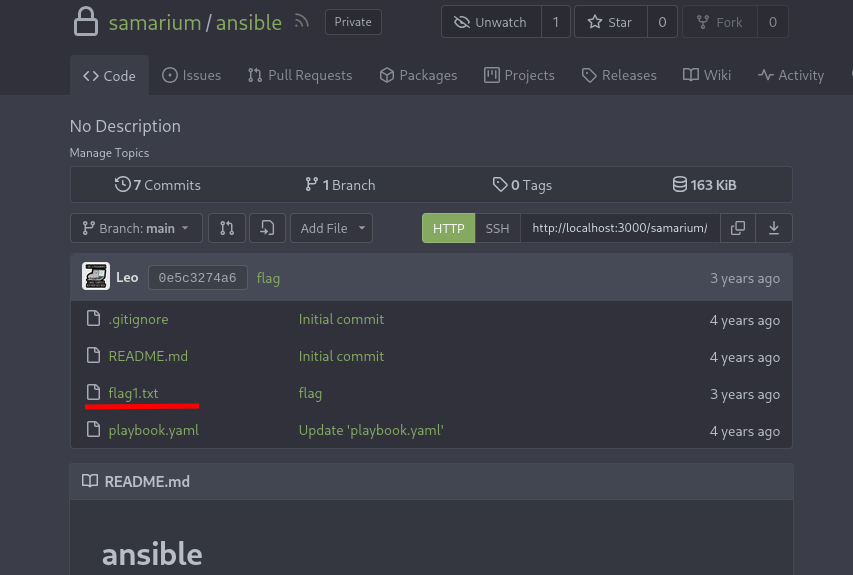 samarium/ansible Private Unwatch 1 Star 0 Fork 0
Code Issues Pull Requests Packages Projects Releases Wiki Activity
No Description
Manage Topics
7 Commits 1 Branch 0 Tags 163 KiB
Branch: main Add File HTTP SSH http://localhost:3000/samarium/
Leo 0e5c3274a6 flag 3 years ago
.gitignore Initial commit 4 years ago
README.md Initial commit 4 years ago
flag1.txt flag 3 years ago
playbook.yaml Update 'playbook.yaml' 4 years ago
README.md
ansible